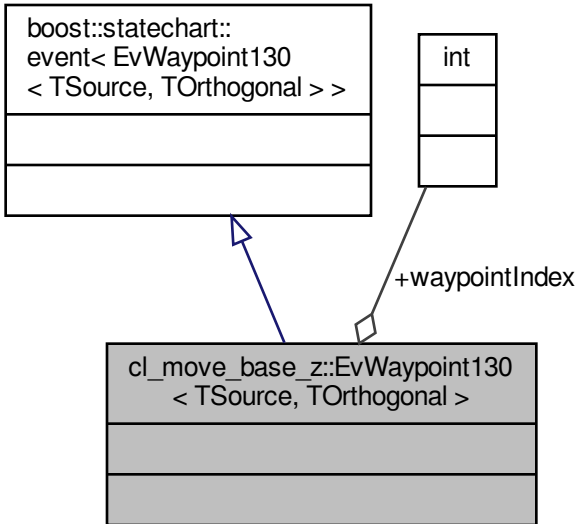 boost::statechart::
event< EvWaypoint130
< TSource, TOrthogonal > >
int
+waypointIndex
cl_move_base_z::EvWaypoint130
< TSource, TOrthogonal >